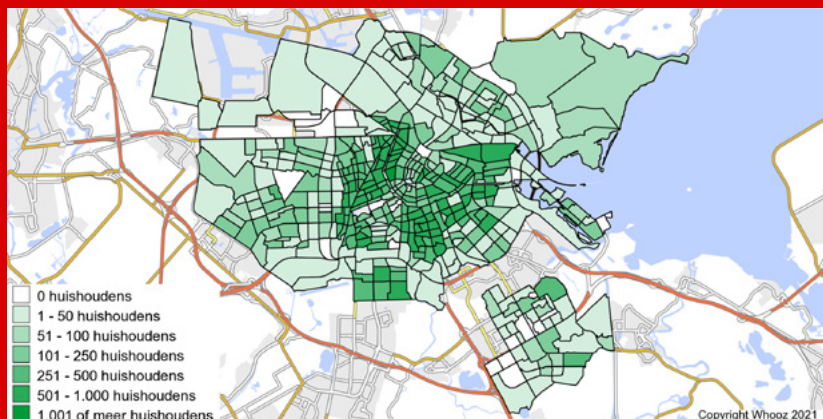 0 huishoudens
1 - 50 huishoudens
51 - 100 huishoudens
101 - 250 huishoudens
251 - 500 huishoudens
501 - 1.000 huishoudens
1.001 of meer huishoudens
Copyright Whooz 2021